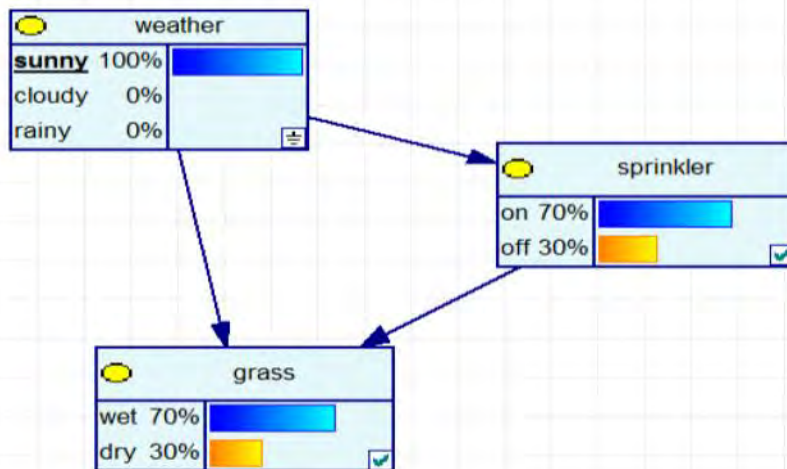 weather
sunny 100%
cloudy 0%
rainy 0%
sprinkler
on 70%
off 30%
grass
wet 70%
dry 30%